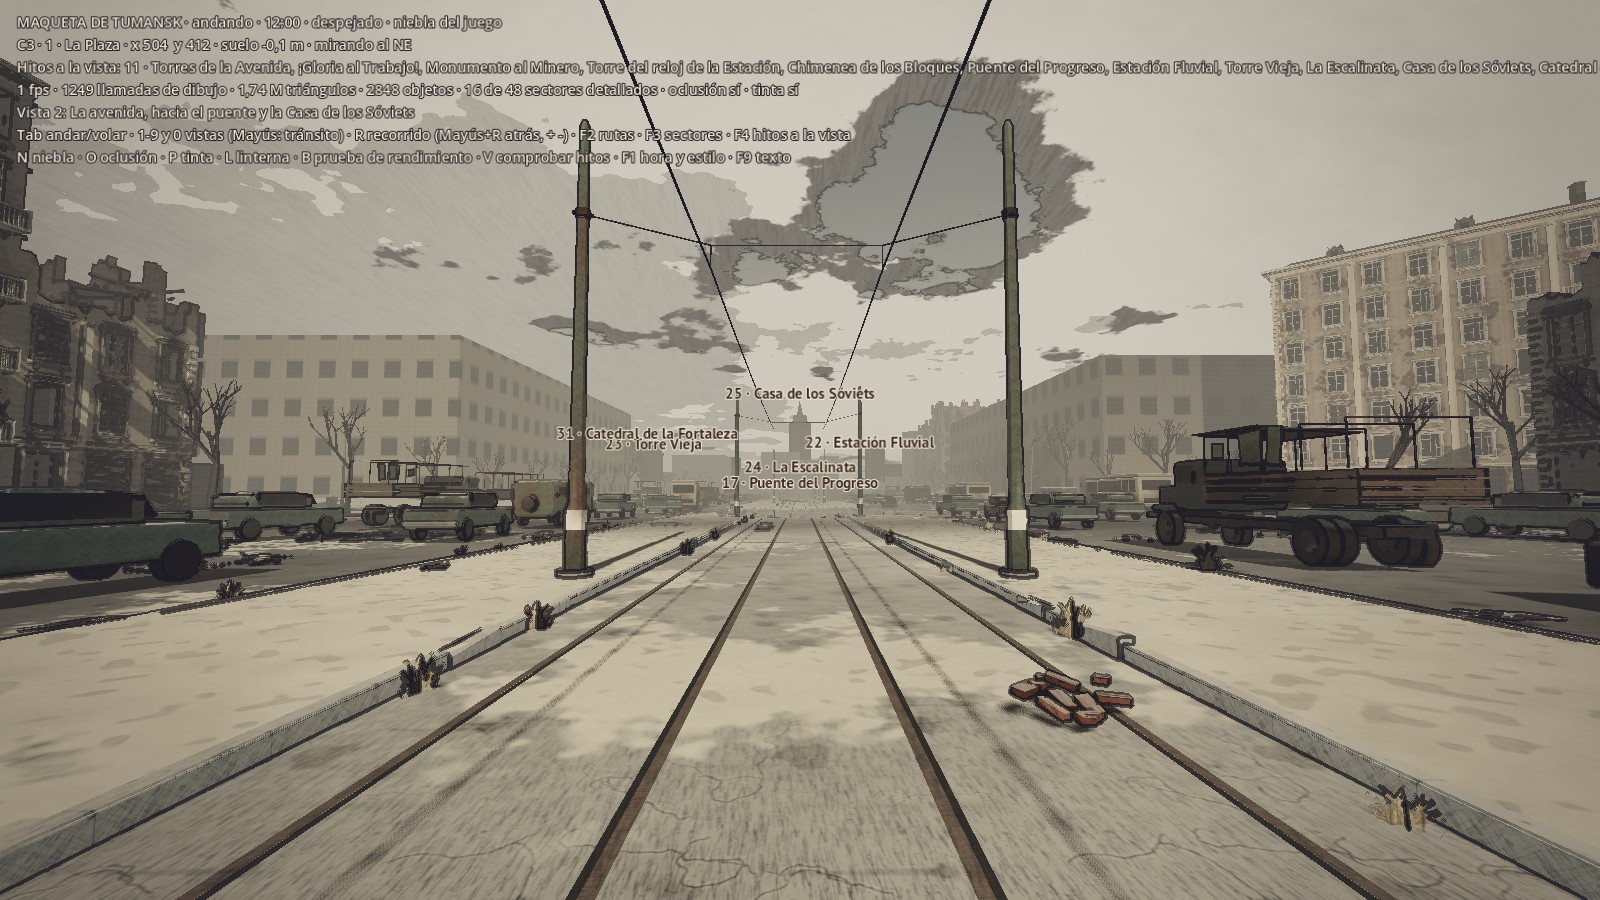 MAQUETA DE TUMANSK · andando · 12:00 · despejado · niebla del juego
C3 · 1 · La Plaza · x 504 y 412 · suelo -0,1 m · mirando al NE
Hitos a la vista: 11 · Torres de la Avenida, ¡Gloria al Trabajo!, Monumento al Minero, Torre del reloj de la Estación, Chimenea de los Bloques, Puente del Progreso, Estación Fluvial, Torre Vieja, La Escalinata, Casa de los Sóviets, Catedral
1 fps · 1249 llamadas de dibujo · 1,74 M triángulos · 2848 objetos · 16 de 48 sectores detallados · oclusión sí · tinta sí
Vista 2: La avenida, hacia el puente y la Casa de los Sóviets
Tab andar/volar · 1-9 y 0 vistas (Mayús: tránsito) · R recorrido (Mayús+R atrás, + -) · F2 rutas · F3 sectores · F4 hitos a la vista
N niebla · O oclusión · P tinta · L linterna · B prueba de rendimiento · V comprobar hitos · F1 hora y estilo · F9 texto
25 · Casa de los Sóviets
31 · Catedral de la Fortaleza
23 · Torre Vieja
22 · Estación Fluvial
24 · La Escalinata
17 · Puente del Progreso